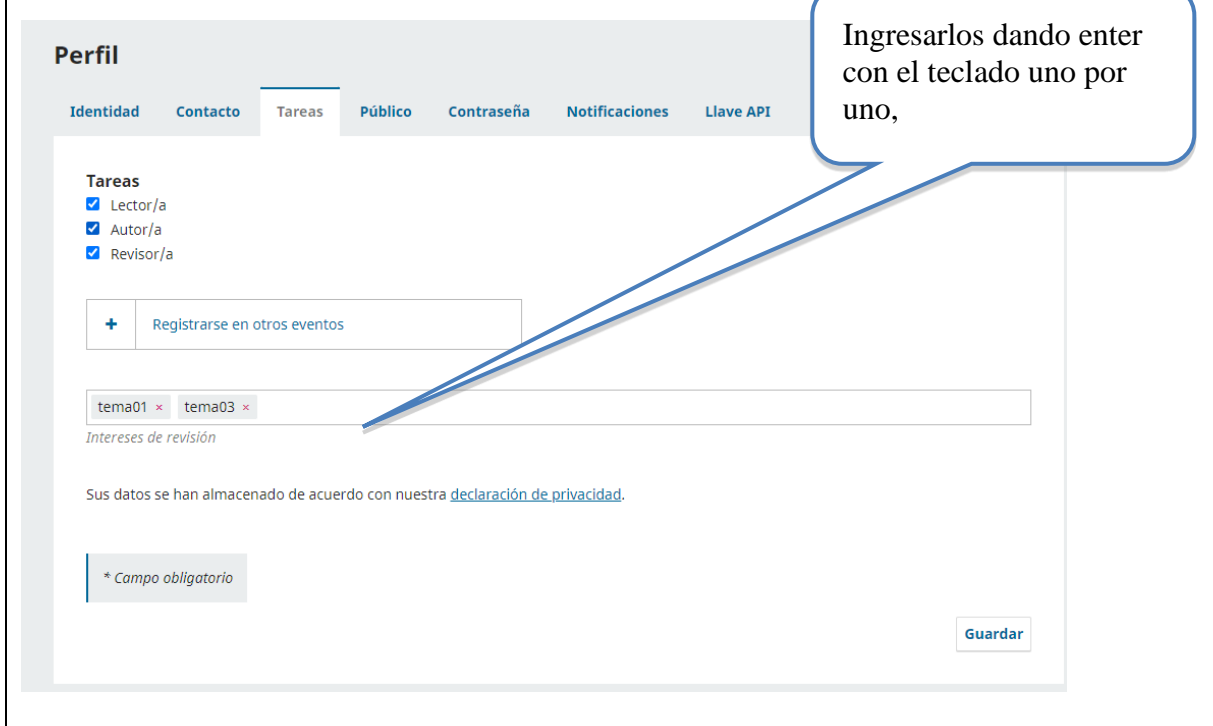 Ingresarlos dando enter
con el teclado uno por
uno,
Perfil
Identidad Contacto Tareas Público Contraseña Notificaciones Llave API
Tareas
Lector/a
Autor/a
Revisor/a
+ Registrarse en otros eventos
tema01 × tema03 ×
Intereses de revisión
Sus datos se han almacenado de acuerdo con nuestra declaración de privacidad.
* Campo obligatorio
Guardar